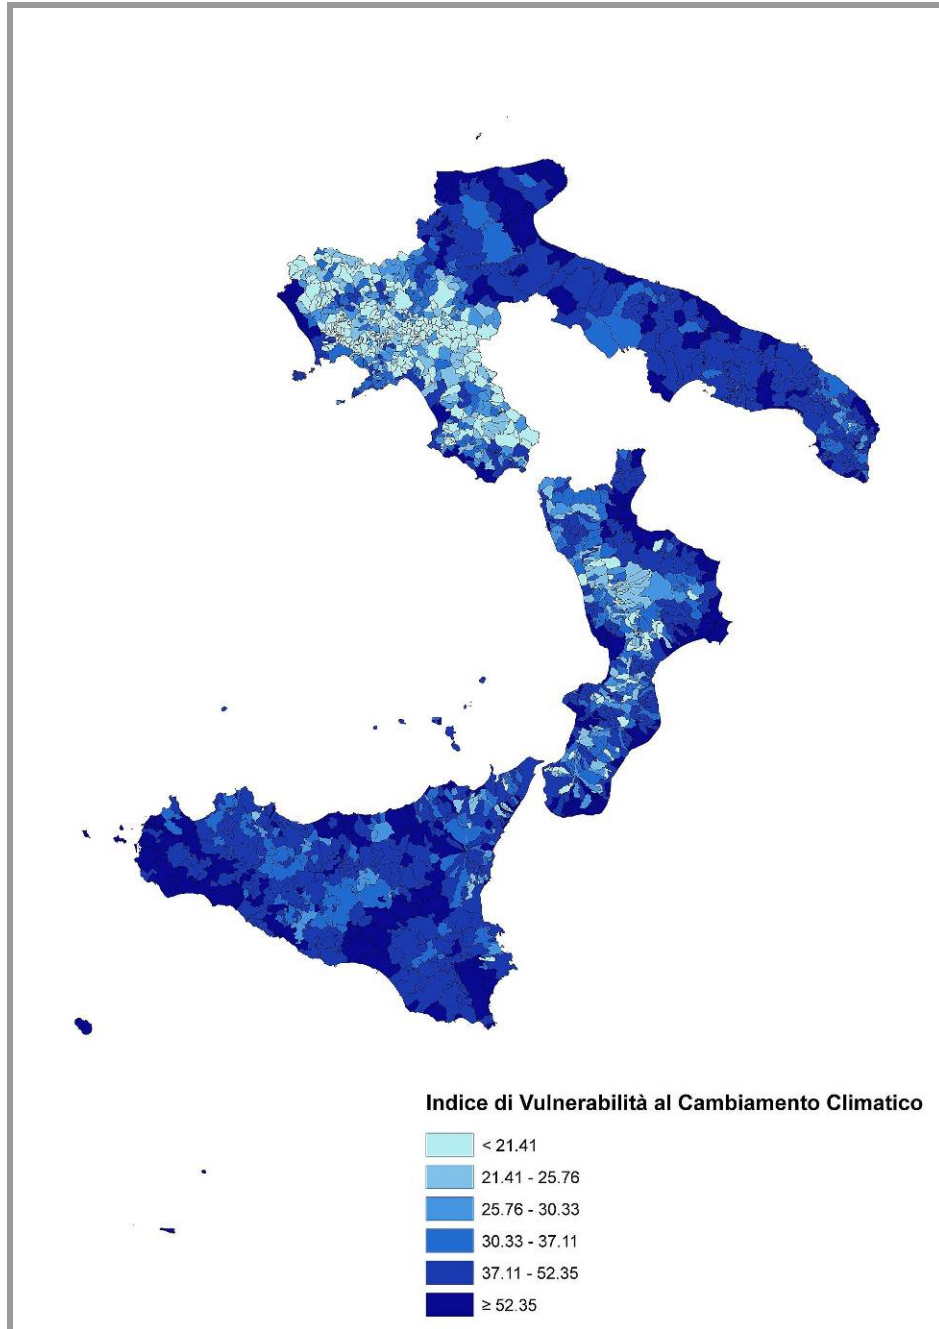 Indice di Vulnerabilità al Cambiamento Climatico
< 21.41
21.41 - 25.76
25.76 - 30.33
30.33 - 37.11
37.11 - 52.35
≥ 52.35